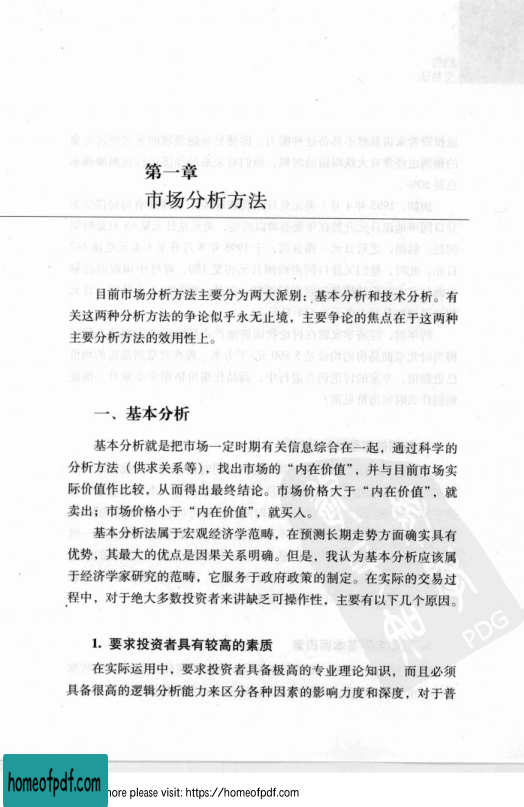 第一章
市场分析方法
目前市场分析方法主要分为两大派别：基本分析和技术分析。有
关这两种分析方法的争论似乎永无止境，主要争论的焦点在于这两种
主要分析方法的效用性上。
一、基本分析
基本分析就是把市场一定时期有关信息综合在一起，通过科学的
分析方法（供求关系等），找出市场的“内在价值”，并与目前市场实
际价值作比较，从而得出最终结论。市场价格大于“内在价值”，就
卖出；市场价格小于“内在价值”，就买入。
基本分析法属于宏观经济学范畴，在预测长期走势方面确实具有
优势，其最大的优点是因果关系明确。但是，我认为基本分析应该属
于经济学家研究的范畴，它服务于政府政策的制定。在实际的交易过
程中，对于绝大多数投资者来讲缺乏可操作性，主要有以下几个原因。
1. 要求投资者具有较高的素质
在实际运用中，要求投资者具备极高的专业理论知识，而且必须
具备很高的逻辑分析能力来区分各种因素的影响力度和深度，对于普
PDG
homeofpdf.com
ore please visit: https://homeofpdf.com